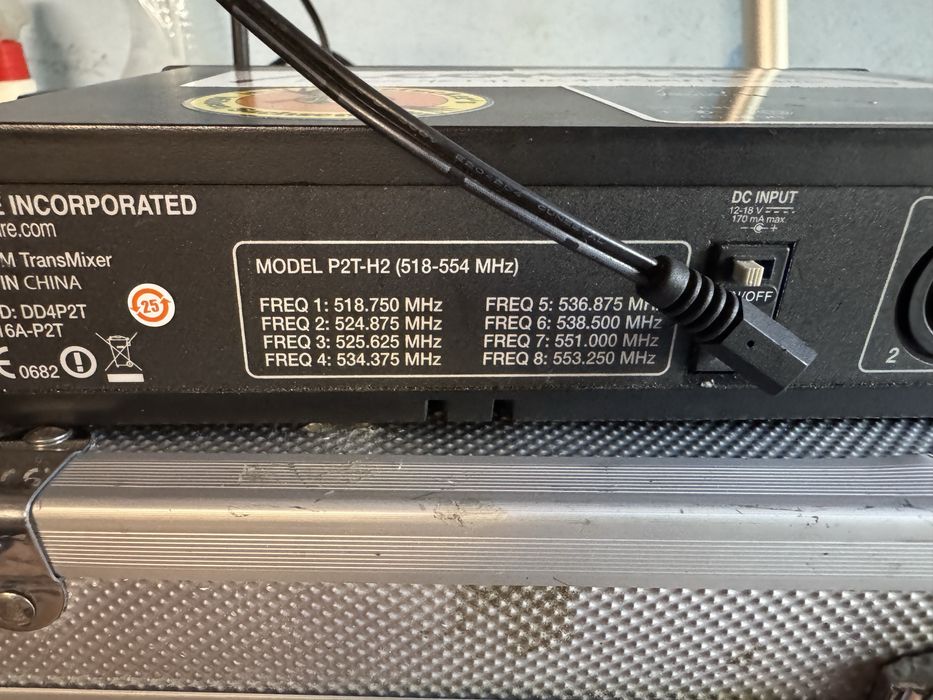 E INCORPORATED
re.com
M TransMixer
IN CHINA
D: DD4P2T
16A-P2T
0682
25
MODEL P2T-H2 (518-554 MHz)
FREQ 1: 518.750 MHz
FREQ 2: 524.875 MHz
FREQ 3: 525.625 MHz
FREQ 4: 534.375 MHz
FREQ 5: 536.875 MHz
FREQ 6: 538.500 MHz
FREQ 7: 551.000 MHz
FREQ 8: 553.250 MHz
DC INPUT
12-18 V
170 mA max.
/OFF
2